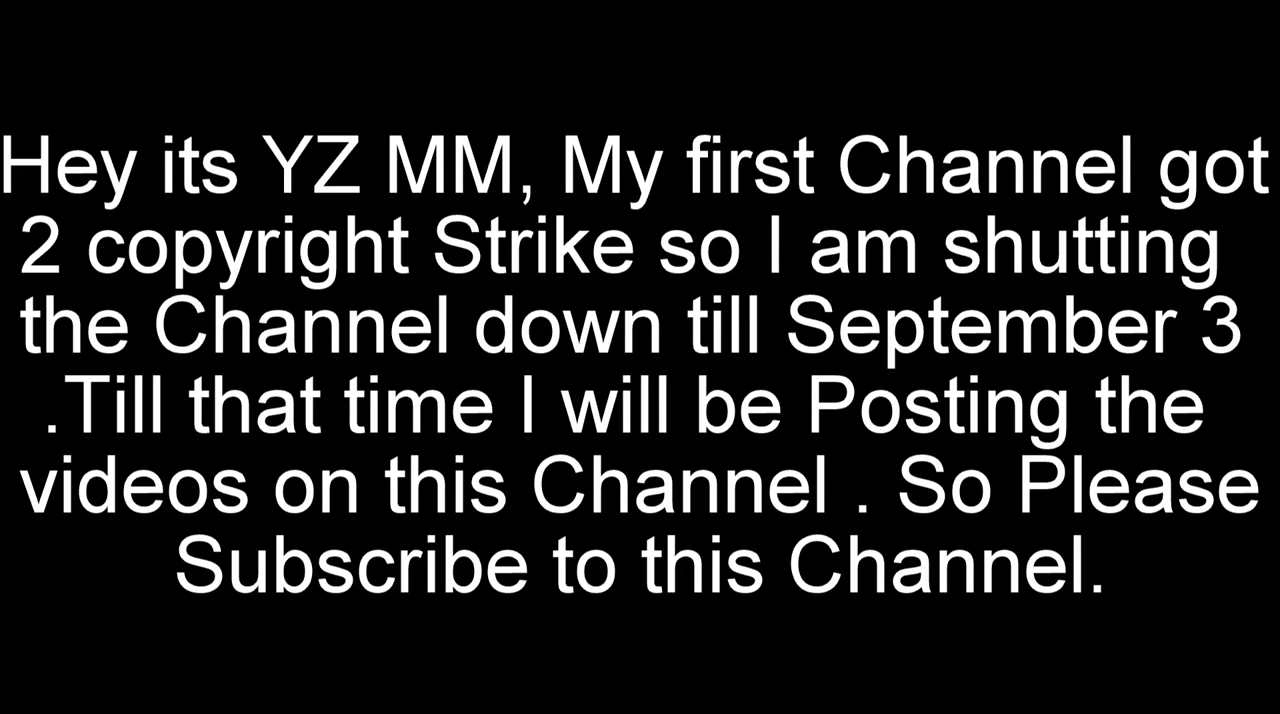 Hey its YZ MM, My first Channel got
2 copyright Strike so I am shutting
the Channel down till September 3
.Till that time I will be Posting the
videos on this Channel . So Please
Subscribe to this Channel.